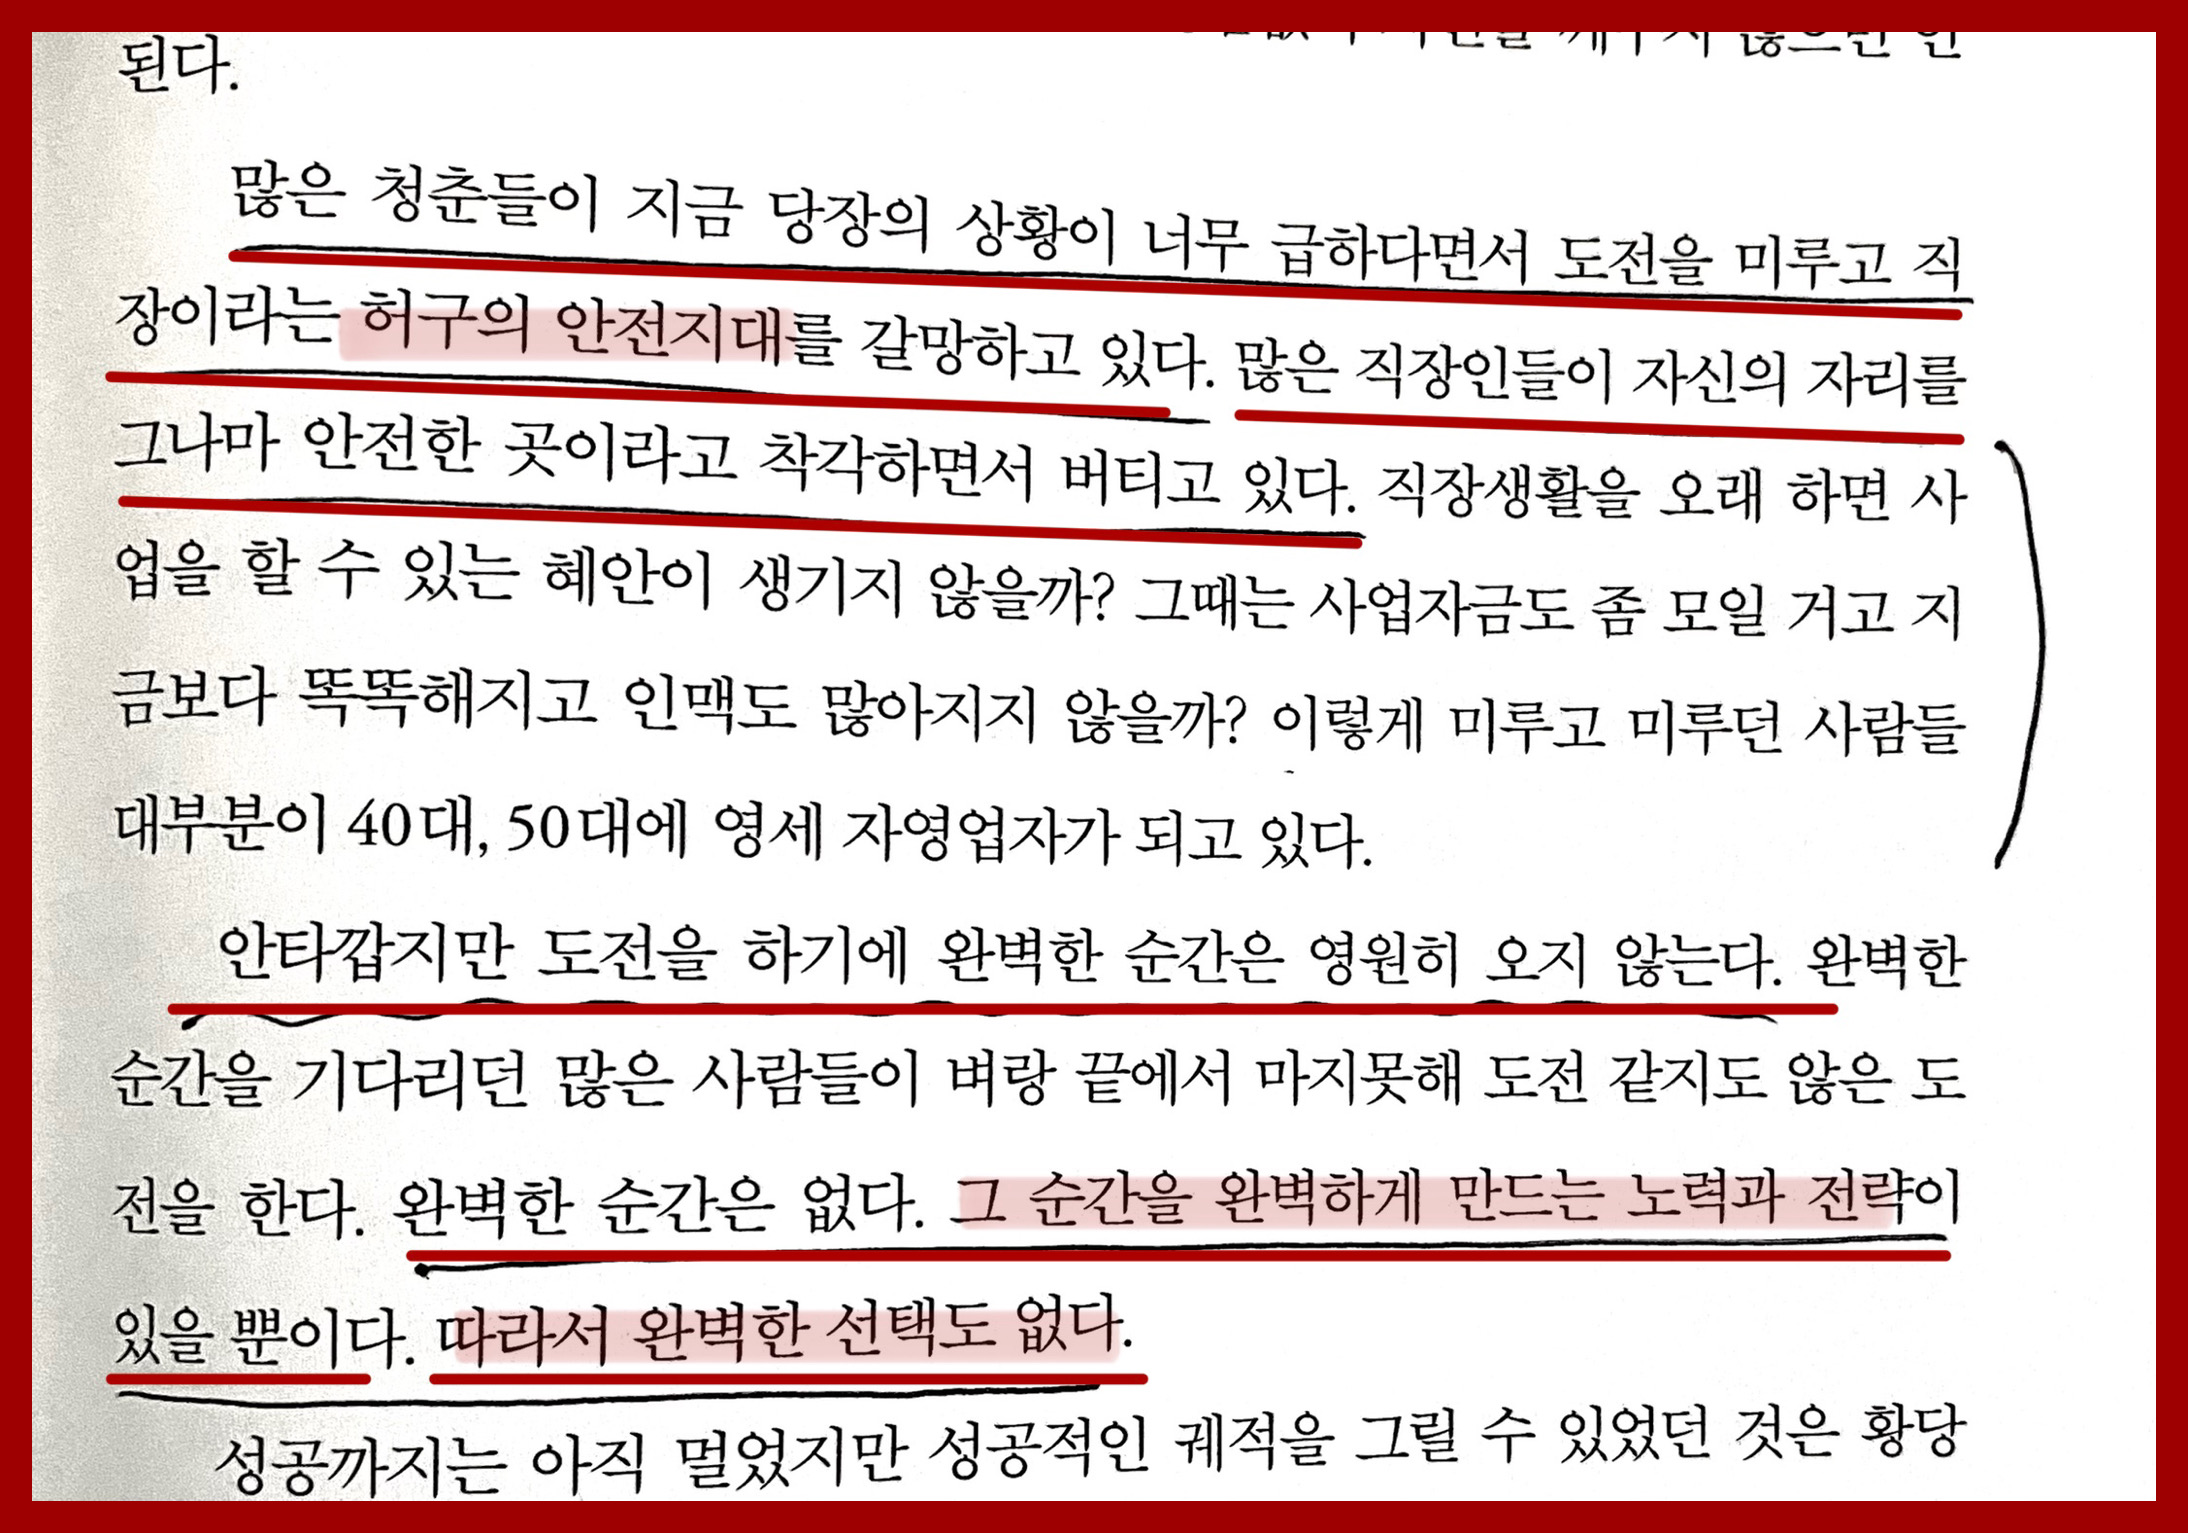 된다.
많은 청춘들이 지금 당장의 상황이 너무 급하다면서 도전을 미루고 직
장이라는 허구의 안전지대를 갈망하고 있다. 많은 직장인들이 자신의 자리를
그나마 안전한 곳이라고 착각하면서 버티고 있다. 직장생활을 오래 하면 사
업을 할 수 있는 혜안이 생기지 않을까? 그때는 사업자금도 좀 모일 거고 지
금보다 똑똑해지고 인맥도 많아지지 않을까? 이렇게 미루고 미루던 사람들
대부분이 40대, 50대에 영세 자영업자가 되고 있다.
안타깝지만 도전을 하기에 완벽한 순간은 영원히 오지 않는다. 완벽한
순간을 기다리던 많은 사람들이 벼랑 끝에서 마지못해 도전 같지도 않은 도
전을 한다. 완벽한 순간은 없다. 그 순간을 완벽하게 만드는 노력과 전략이
있을 뿐이다. 따라서 완벽한 선택도 없다.
성공까지는 아직 멀었지만 성공적인 궤적을 그릴 수 있었던 것은 황당